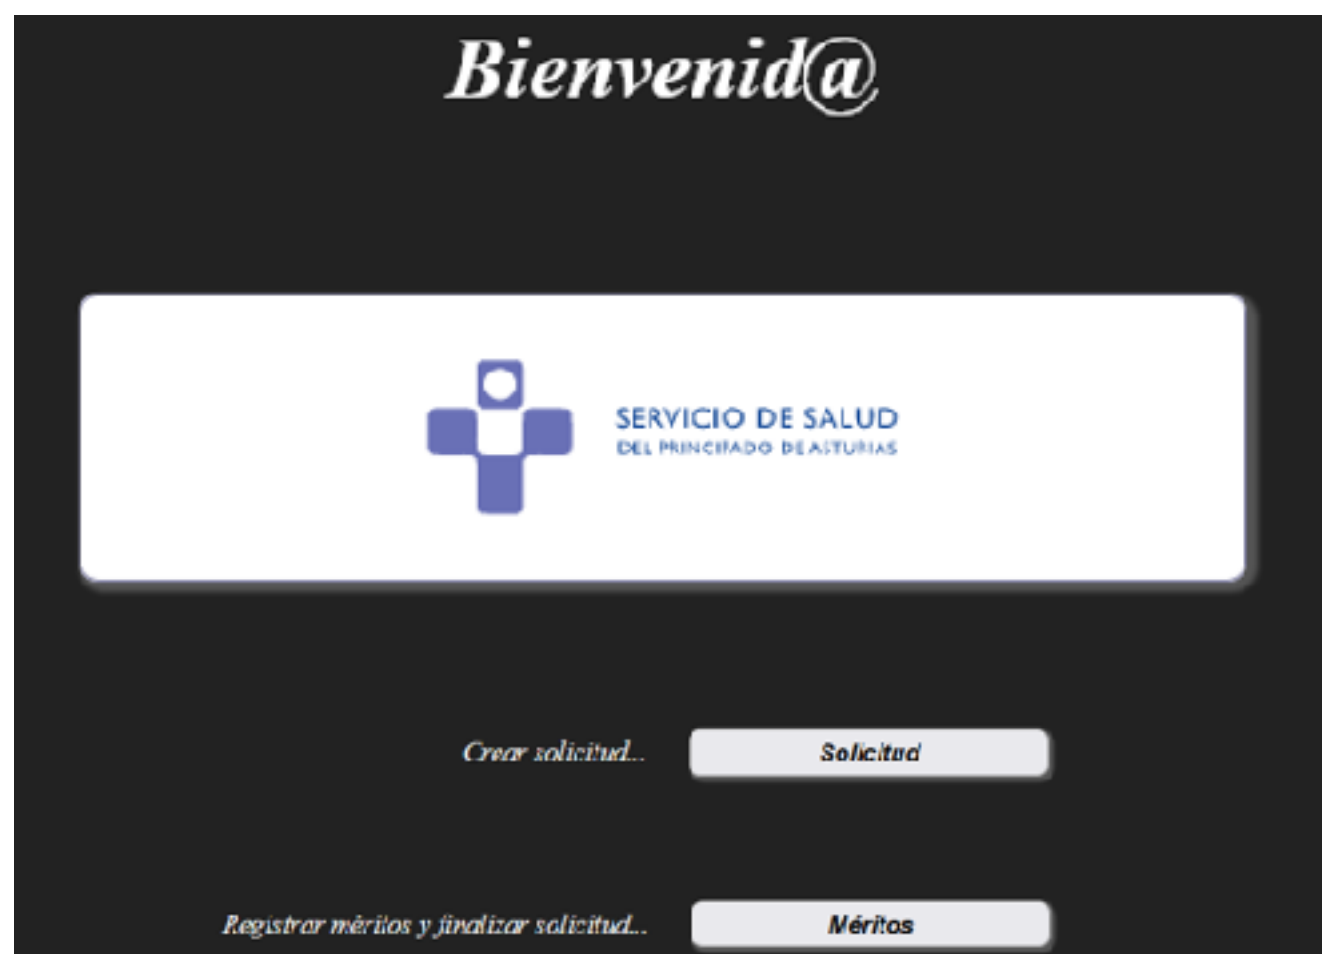 Bienvenid@
SERVICIO DE SALUD
DEL PRINCIPADO DE ASTURIAS
Crear solicitud...
Solicitud
Registrar méritos y finalizar solicitud...
Méritos